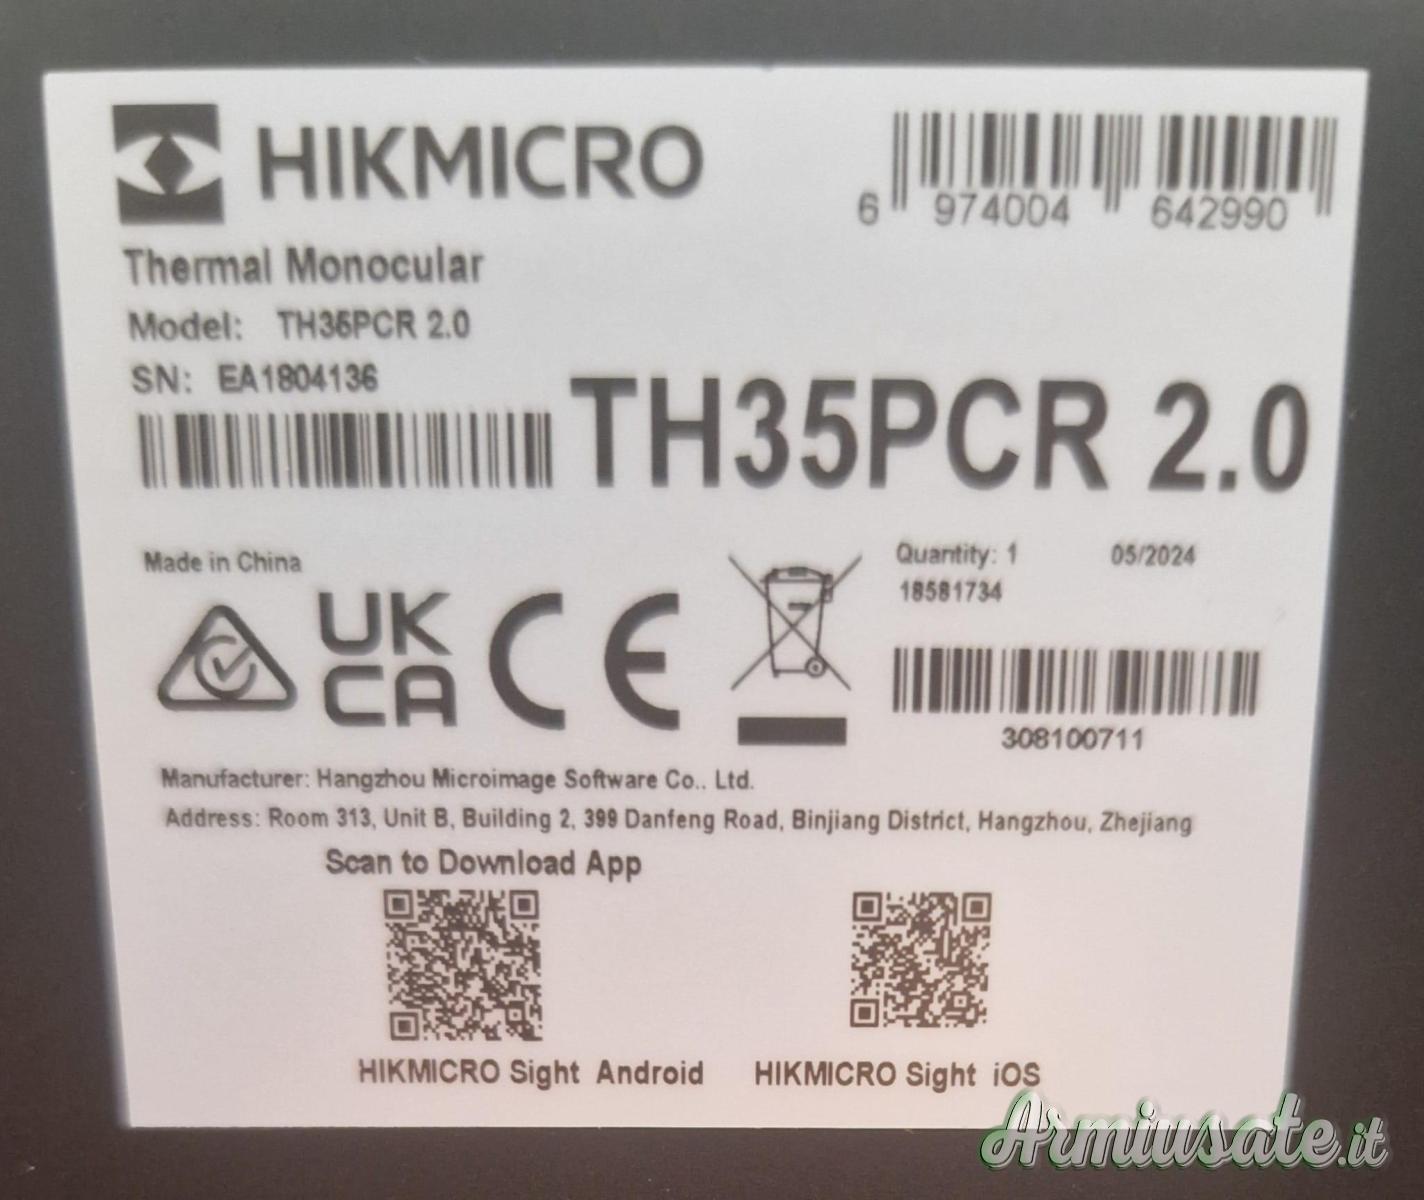 HIKMICRO
6 974004 642990
Thermal Monocular
Model: TH35PCR 2.0
SN: EA1804136
TH35PCR 2.0
Made in China
Quantity: 1 05/2024
18581734
UK
CA
CE
308100711
Manufacturer: Hangzhou Microimage Software Co., Ltd.
Address: Room 313, Unit B, Building 2, 399 Danfeng Road, Binjiang District, Hangzhou, Zhejiang
Scan to Download App
HIKMICRO Sight Android HIKMICRO Sight iOS
Armiusate.it